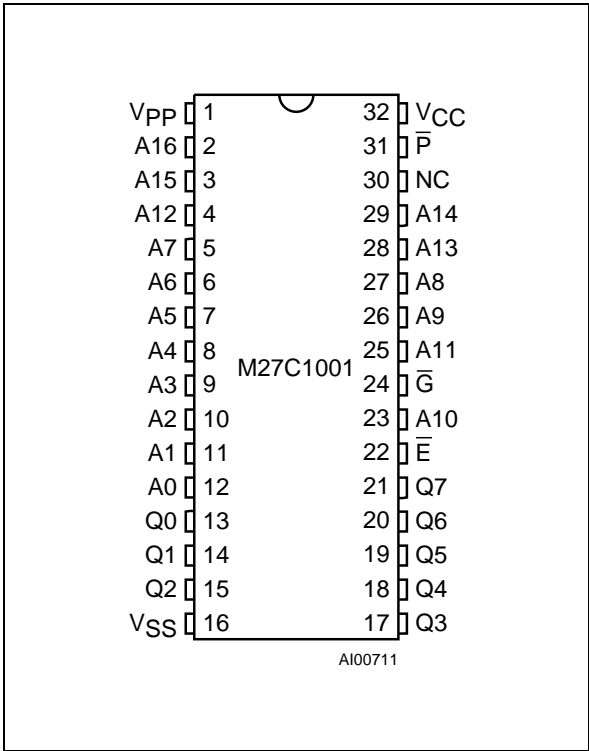 VPP 1 32 VCC
A16 2 31 P̅
A15 3 30 NC
A12 4 29 A14
A7 5 28 A13
A6 6 27 A8
A5 7 26 A9
A4 8 25 A11
M27C1001
A3 9 24 G̅
A2 10 23 A10
A1 11 22 E̅
A0 12 21 Q7
Q0 13 20 Q6
Q1 14 19 Q5
Q2 15 18 Q4
VSS 16 17 Q3
AI00711